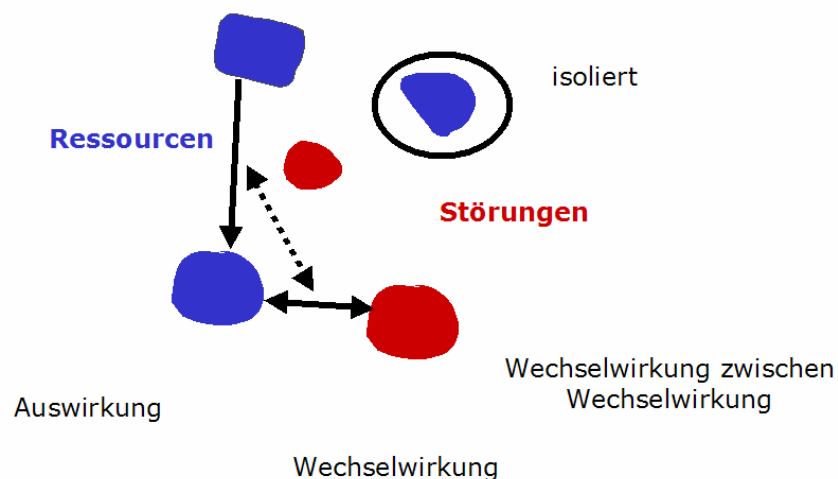 isoliert
Ressourcen
Störungen
Wechselwirkung zwischen
Wechselwirkung
Auswirkung
Wechselwirkung